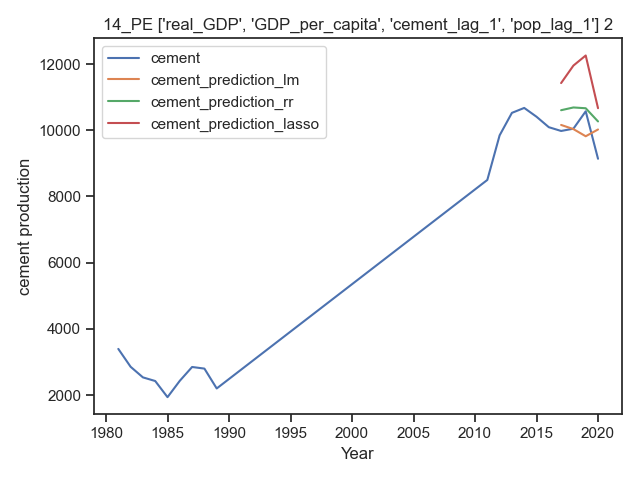 14_PE ['real_GDP', 'GDP_per_capita', 'cement_lag_1', 'pop_lag_1'] 2
cement
cement_prediction_lm
cement_prediction_rr
cement_prediction_lasso
cement production
12000
10000
8000
6000
4000
2000
1980 1985 1990 1995 2000 2005 2010 2015 2020
Year